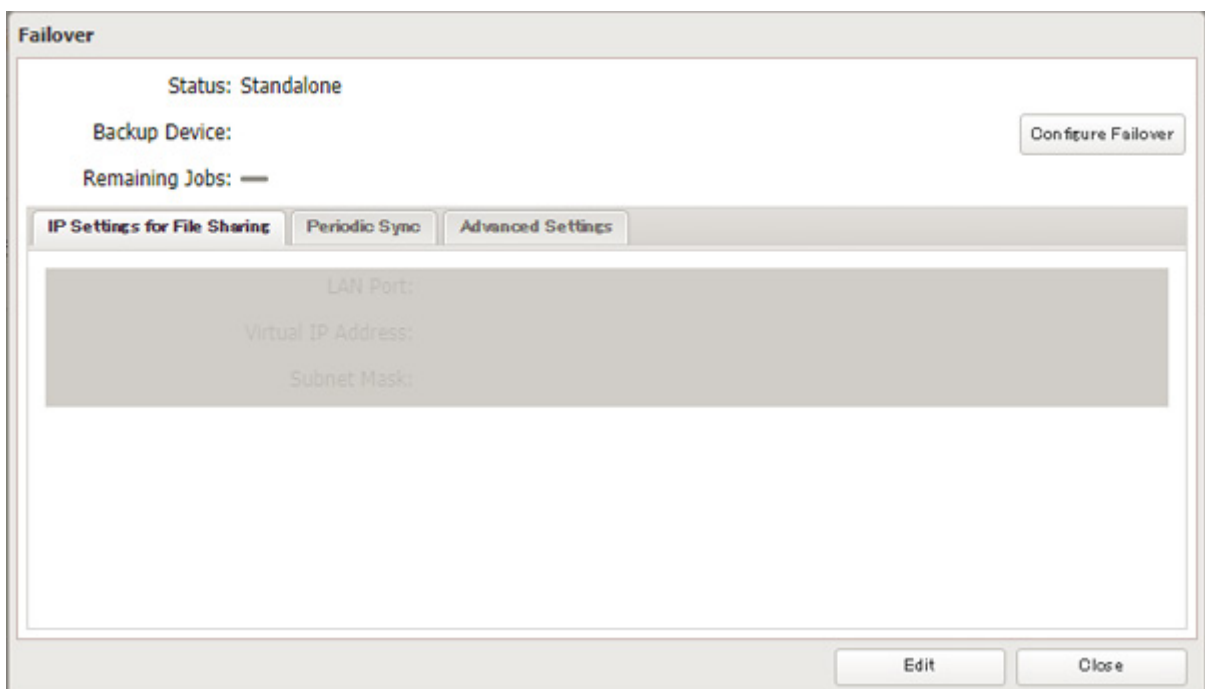 Failover
Status: Standalone
Backup Device:
Configure Failover
Remaining Jobs: —
IP Settings for File Sharing Periodic Sync Advanced Settings
LAN Port:
Virtual IP Address:
Subnet Mask:
Edit Close